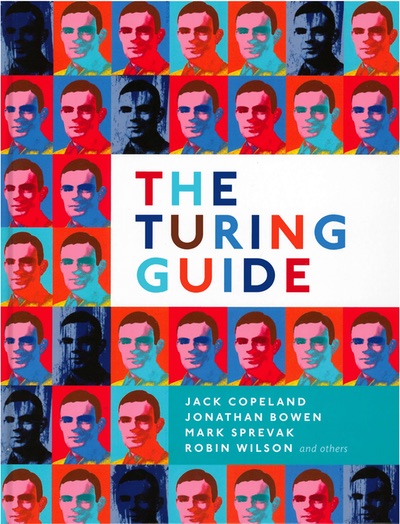 THE
TURING
GUIDE
JACK COPELAND
JONATHAN BOWEN
MARK SPREVAK
ROBIN WILSON and others